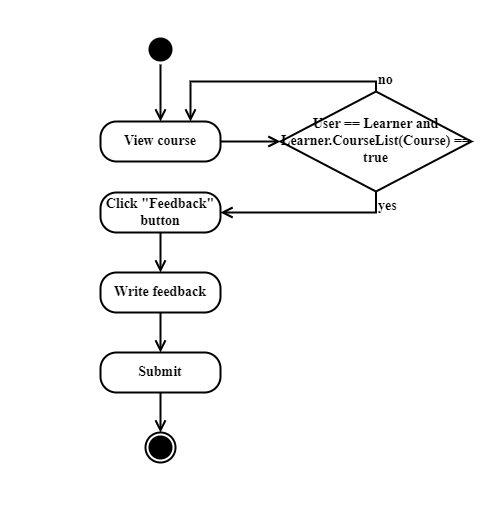 no
User == Learner and
Learner.CourseList(Course) ==
true
View course
yes
Click "Feedback"
button
Write feedback
Submit